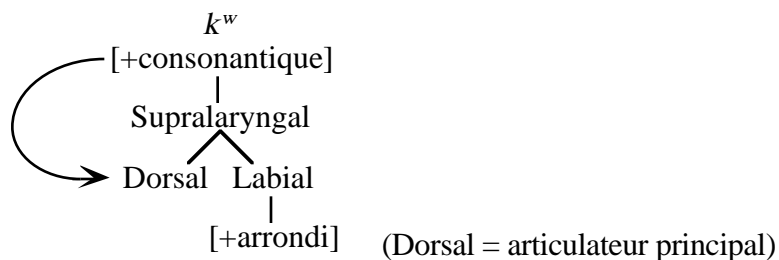 kʷ
[+consonantique]
Supralaryngal
Dorsal Labial
[+arrondi] (Dorsal = articulateur principal)